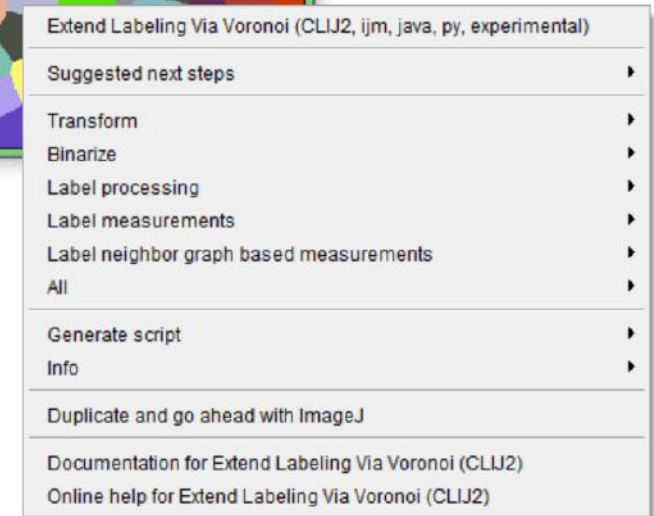 Extend Labeling Via Voronoi (CLIJ2, ijm, java, py, experimental)
Suggested next steps
Transform
Binarize
Label processing
Label measurements
Label neighbor graph based measurements
All
Generate script
Info
Duplicate and go ahead with ImageJ
Documentation for Extend Labeling Via Voronoi (CLIJ2)
Online help for Extend Labeling Via Voronoi (CLIJ2)